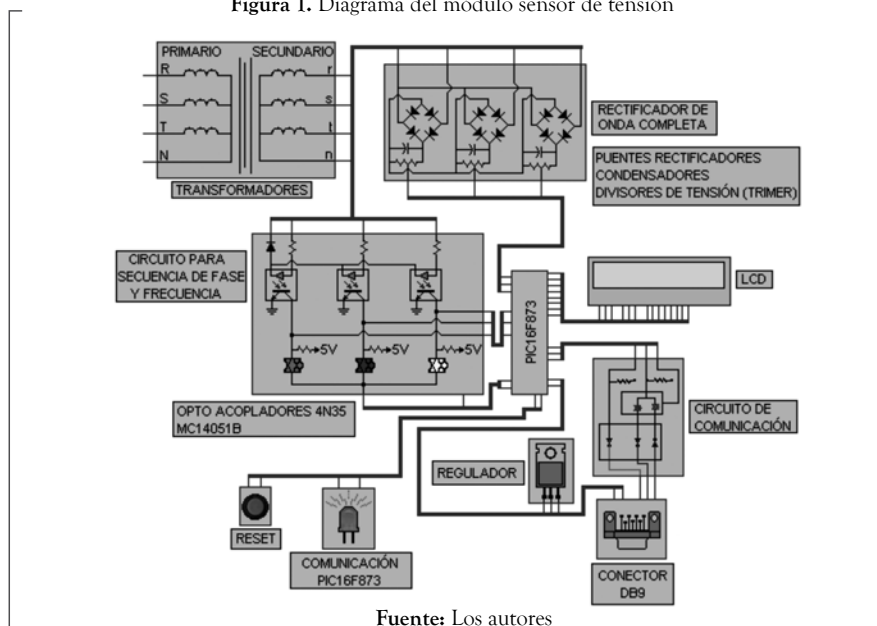 Figura 1. Diagrama del módulo sensor de tensión
PRIMARIO SECUNDARIO
R r
S s
T t
N n
TRANSFORMADORES
RECTIFICADOR DE
ONDA COMPLETA
PUENTES RECTIFICADORES
CONDENSADORES
DIVISORES DE TENSIÓN (TRIMER)
CIRCUITO PARA
SECUENCIA DE FASE
Y FRECUENCIA
5V 5V 5V
PIC16F873
LCD
OPTO ACOPLADORES 4N35
MC14051B
CIRCUITO DE
COMUNICACIÓN
REGULADOR
RESET
COMUNICACIÓN
PIC16F873
CONECTOR
DB9
Fuente: Los autores